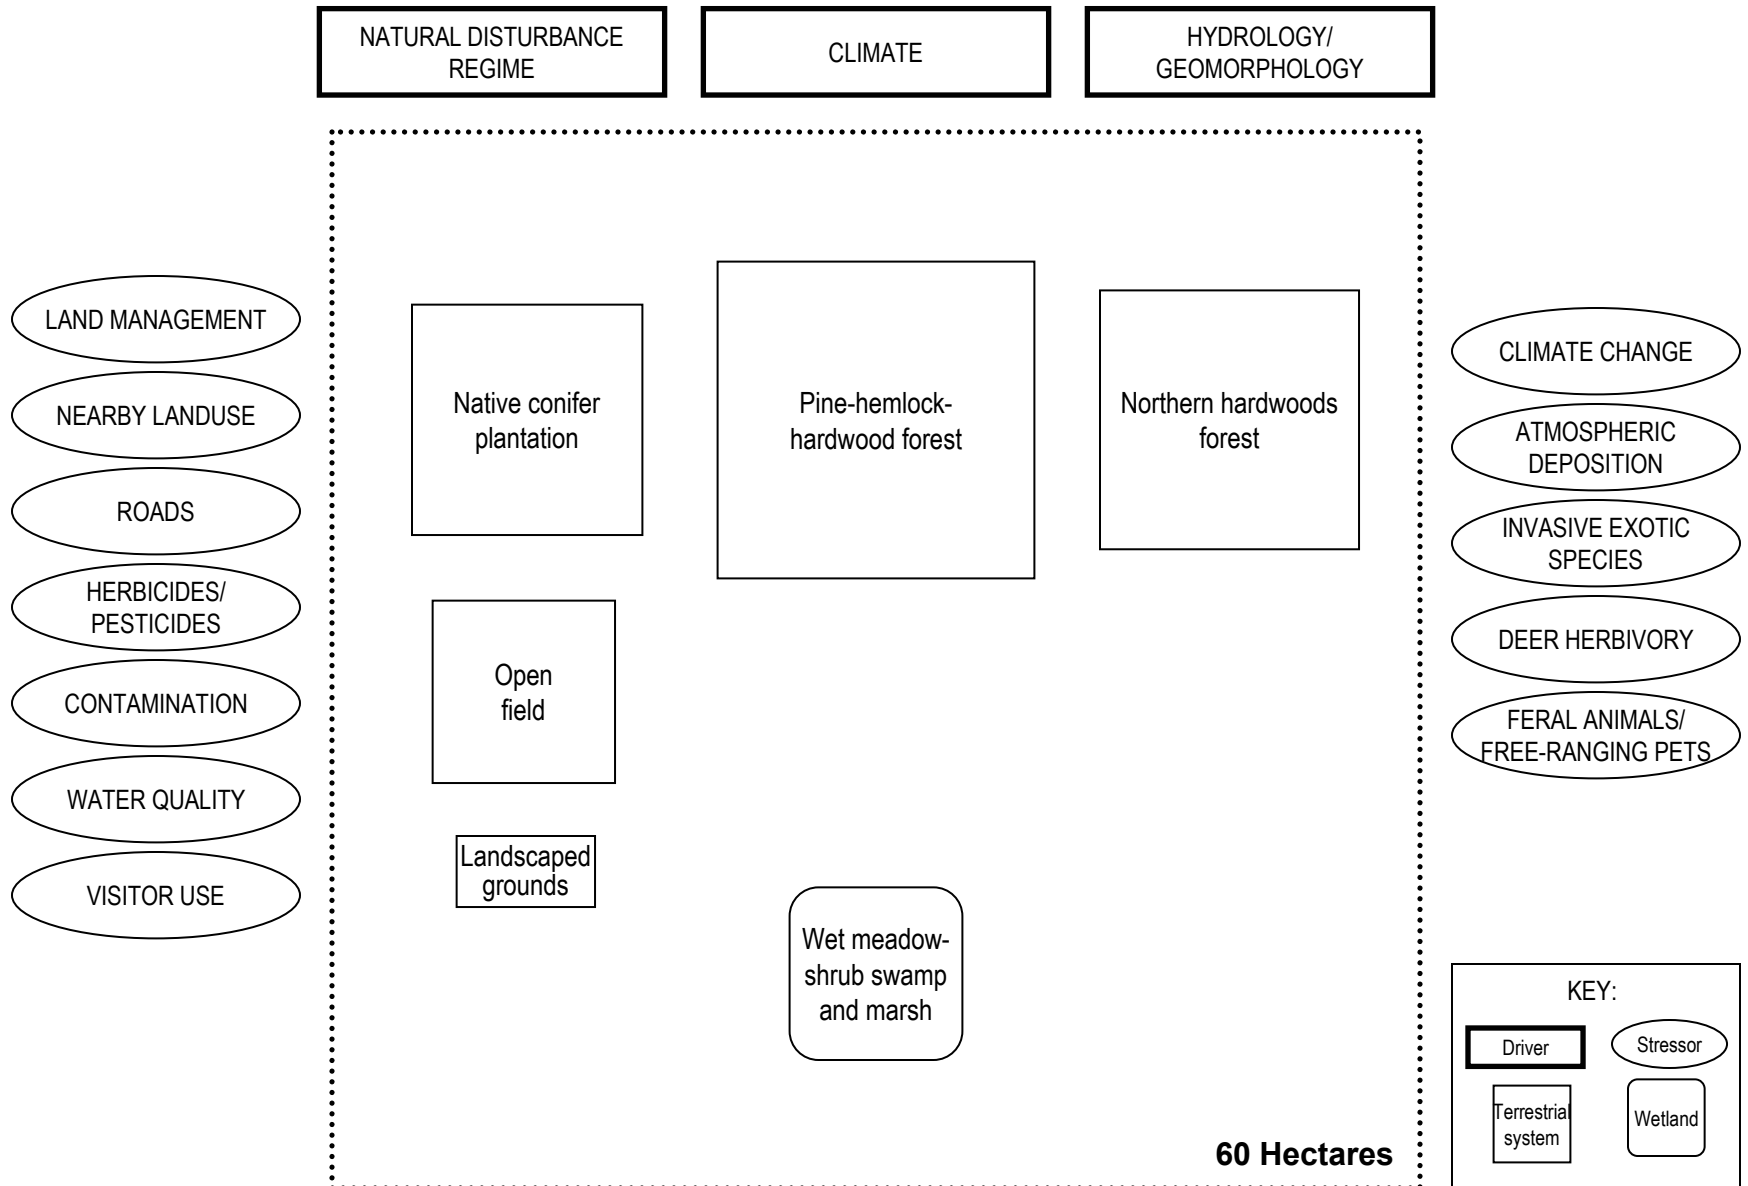 NATURAL DISTURBANCE
REGIME
CLIMATE
HYDROLOGY/
GEOMORPHOLOGY
LAND MANAGEMENT
NEARBY LANDUSE
ROADS
HERBICIDES/
PESTICIDES
CONTAMINATION
WATER QUALITY
VISITOR USE
Native conifer
plantation
Pine-hemlock-
hardwood forest
Northern hardwoods
forest
Open
field
Landscaped
grounds
Wet meadow-
shrub swamp
and marsh
60 Hectares
CLIMATE CHANGE
ATMOSPHERIC
DEPOSITION
INVASIVE EXOTIC
SPECIES
DEER HERBIVORY
FERAL ANIMALS/
FREE-RANGING PETS
KEY:
Driver
Stressor
Terrestrial
system
Wetland